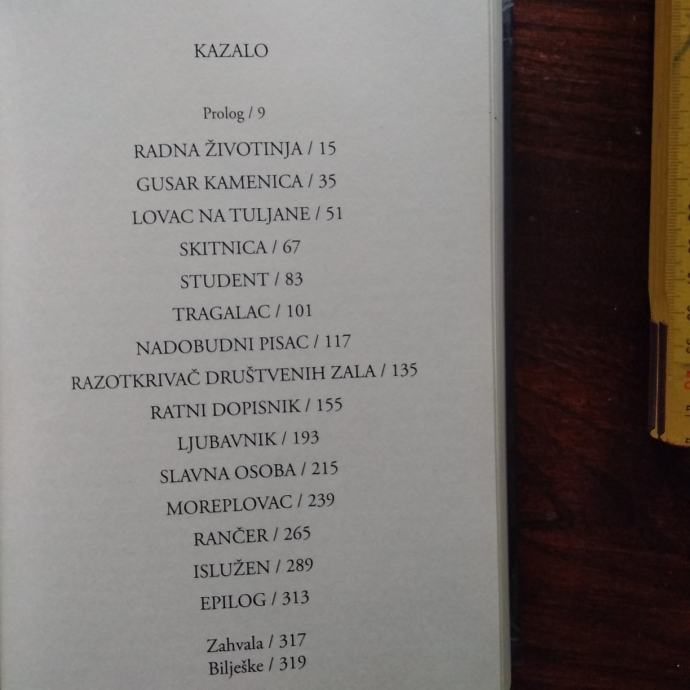 KAZALO
Prolog / 9
RADNA ŽIVOTINJA / 15
GUSAR KAMENICA / 35
LOVAC NA TULJANE / 51
SKITNICA / 67
STUDENT / 83
TRAGALAC / 101
NADOBUDNI PISAC / 117
RAZOTKRIVAČ DRUŠTVENIH ZALA / 135
RATNI DOPISNIK / 155
LJUBAVNIK / 193
SLAVNA OSOBA / 215
MOREPLOVAC / 239
RANČER / 265
ISLUŽEN / 289
EPILOG / 313
Zahvala / 317
Bilješke / 319